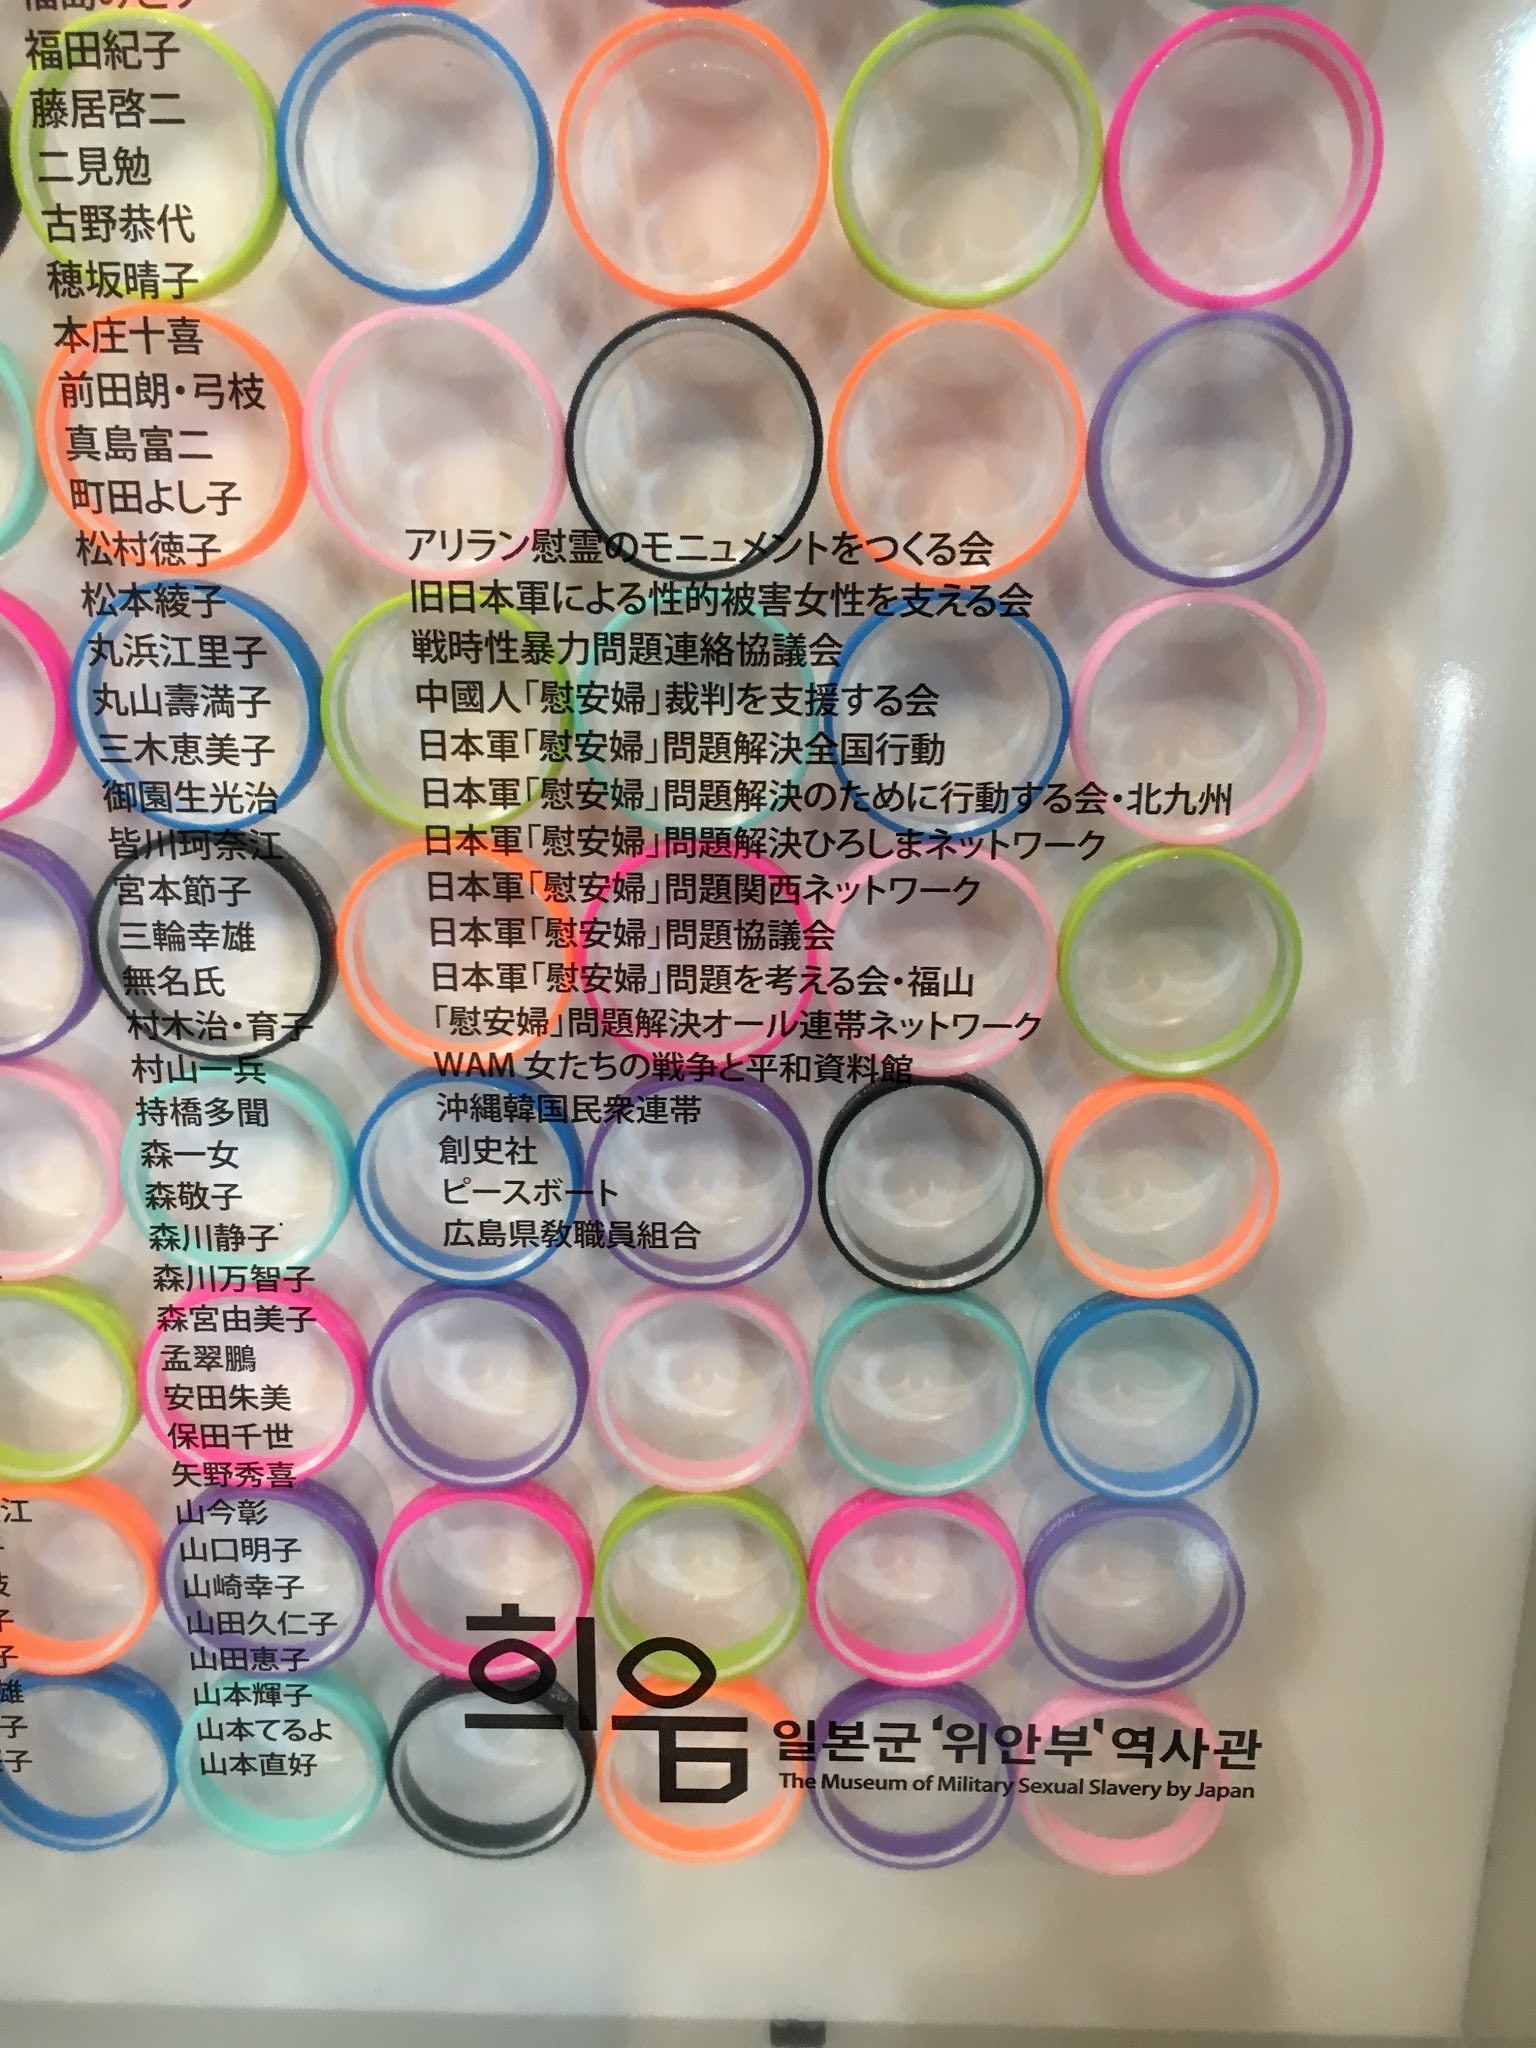 福田紀子
藤居啓二
二見勉
古野恭代
穂坂晴子
本庄十喜
前田朗・弓枝
真島富二
町田よし子
松村徳子
松本綾子
丸浜江里子
丸山壽満子
三木恵美子
御園生光治
皆川珂奈江
宮本節子
三輪幸雄
無名氏
村木治・育子
村山一兵
持橋多聞
森一女
森敬子
森川静子
森川万智子
森宮由美子
孟翠鵬
安田朱美
保田千世
矢野秀喜
山今彰
山口明子
山崎幸子
山田久仁子
山田恵子
山本輝子
山本てるよ
山本直好
アリラン慰霊のモニュメントをつくる会
旧日本軍による性的被害女性を支える会
戦時性暴力問題連絡協議会
中國人「慰安婦」裁判を支援する会
日本軍「慰安婦」問題解決全国行動
日本軍「慰安婦」問題解決のために行動する会・北九州
日本軍「慰安婦」問題解決ひろしまネットワーク
日本軍「慰安婦」問題関西ネットワーク
日本軍「慰安婦」問題協議会
日本軍「慰安婦」問題を考える会・福山
「慰安婦」問題解決オール連帯ネットワーク
WAM 女たちの戦争と平和資料館
沖縄韓国民衆連帯
創史社
ピースボート
広島県教職員組合
희움
일본군 '위안부' 역사관
The Museum of Military Sexual Slavery by Japan